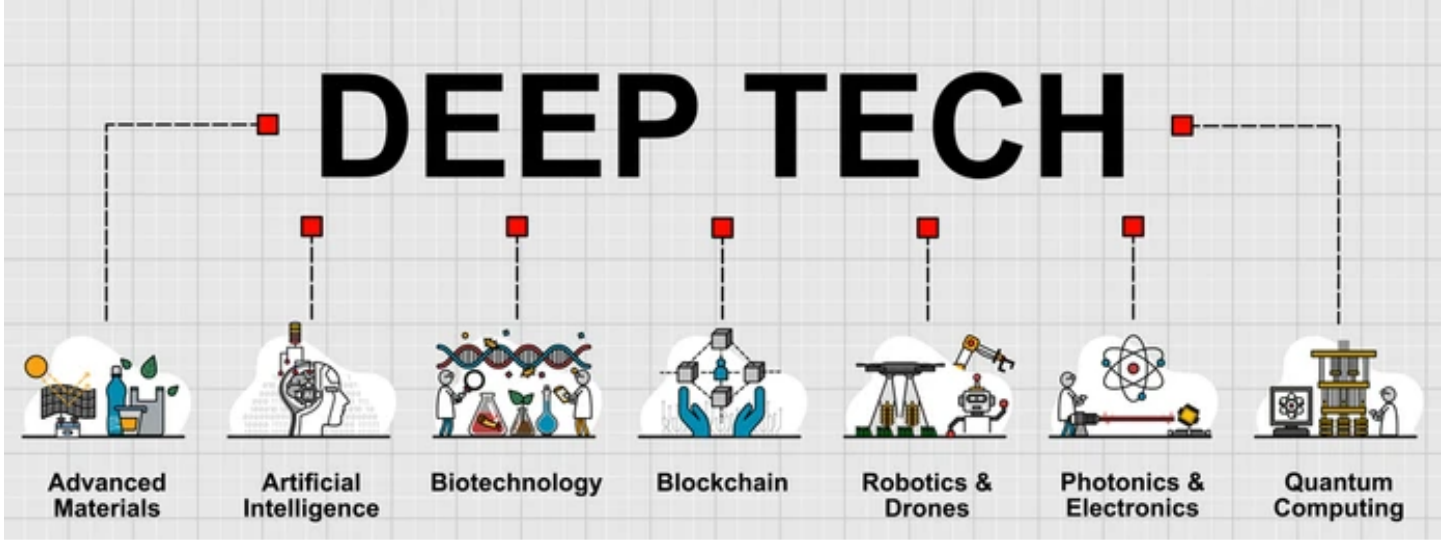 DEEP TECH
Advanced
Materials
Artificial
Intelligence
Biotechnology
Blockchain
Robotics &
Drones
Photonics &
Electronics
Quantum
Computing